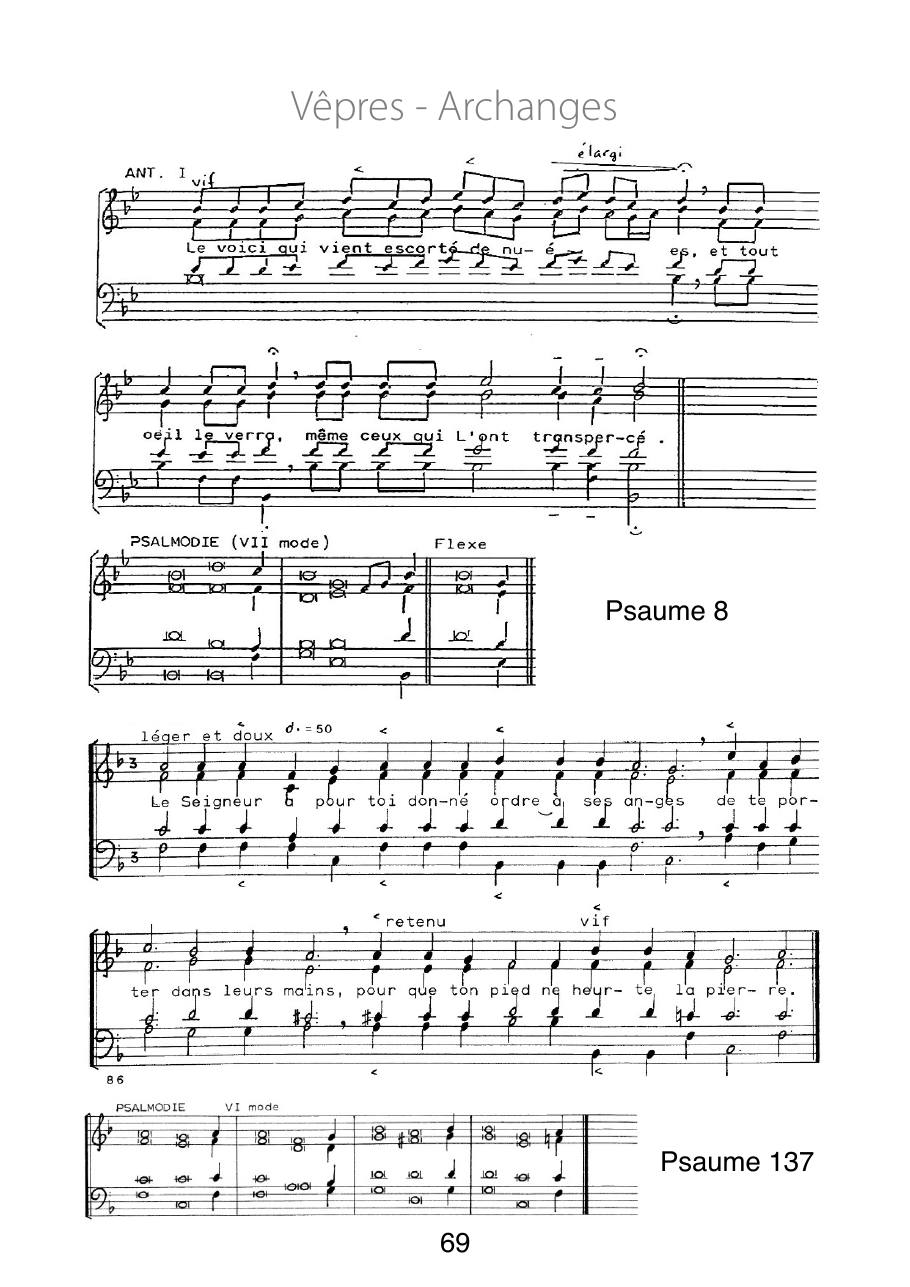 Vêpres - Archanges
élargi
ANT. I
vif
Le voici qui vient escorté de nu- é - es, et tout
oeil le verra, même ceux qui L'ont transper-cé.
PSALMODIE (VII mode) Flexe
Psaume 8
léger et doux d. = 50
3
Le Seigneur a pour toi don-né ordre à ses an-ges de te por-
3
retenu vif
ter dans leurs mains, pour que ton pied ne heur- te la pier- re.
86
PSALMODIE VI mode
Psaume 137
69